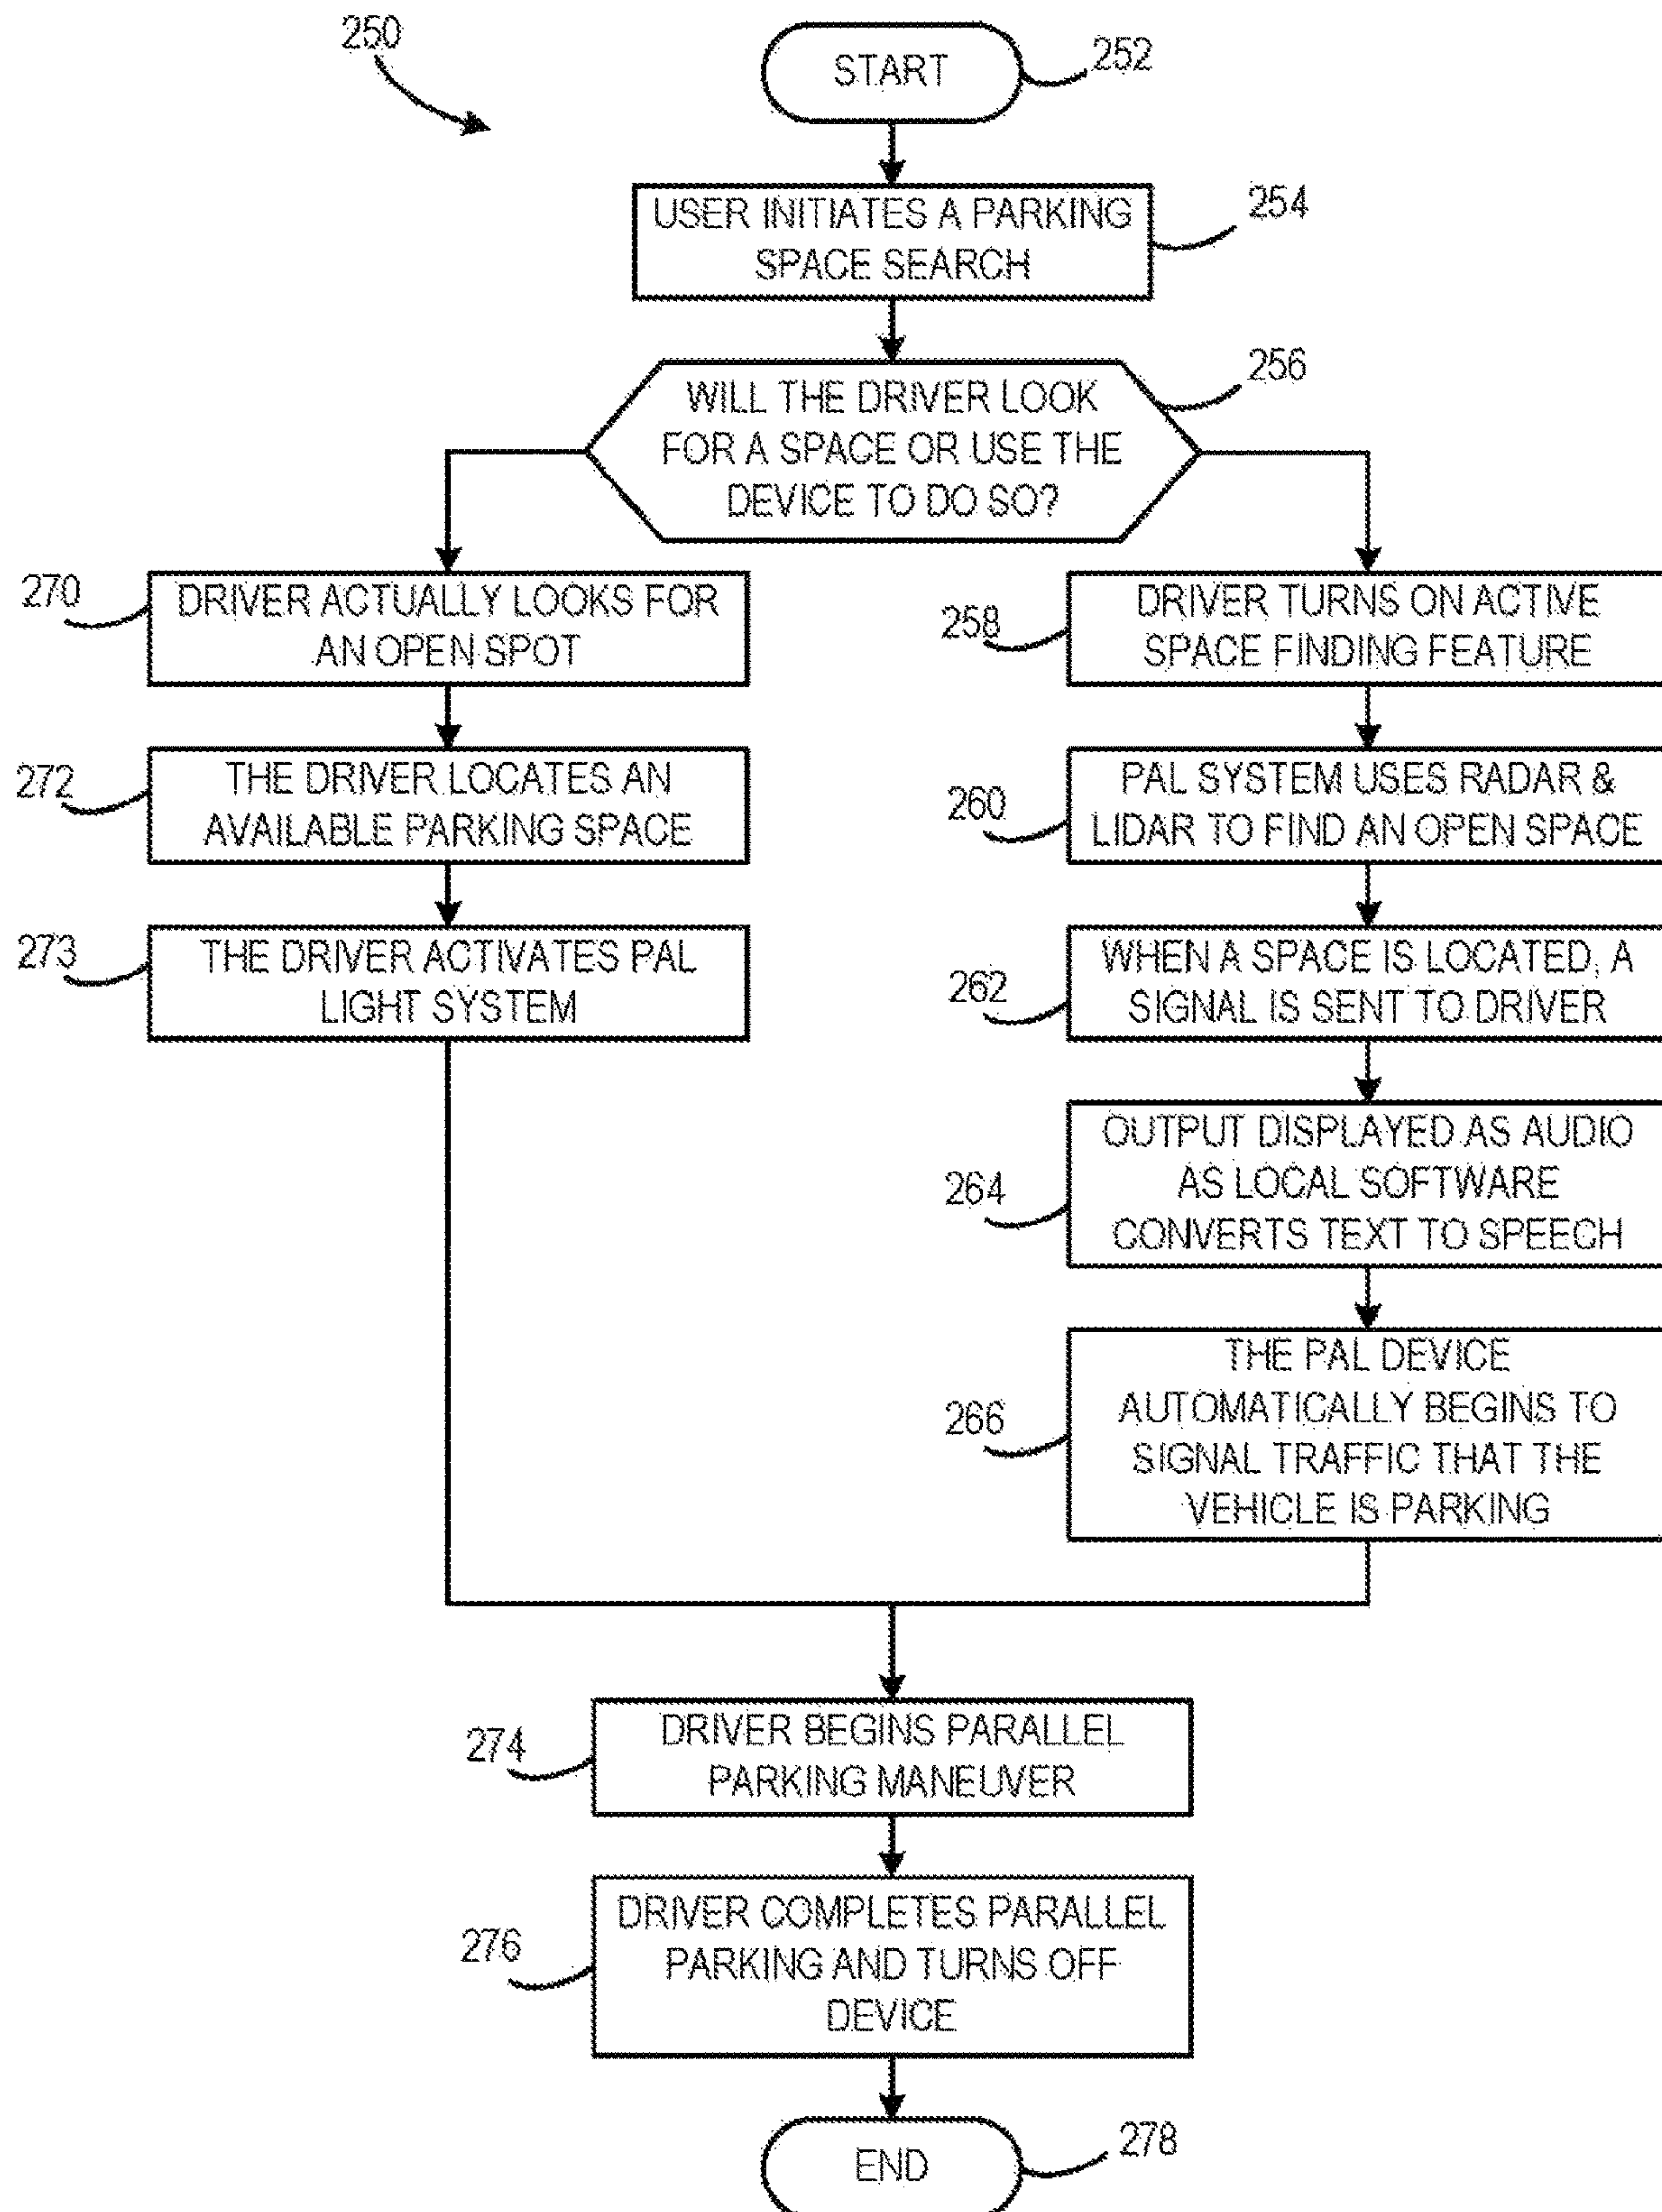 250
START
252
USER INITIATES A PARKING
SPACE SEARCH
254
WILL THE DRIVER LOOK
FOR A SPACE OR USE THE
DEVICE TO DO SO?
256
270
DRIVER ACTUALLY LOOKS FOR
AN OPEN SPOT
272
THE DRIVER LOCATES AN
AVAILABLE PARKING SPACE
273
THE DRIVER ACTIVATES PAL
LIGHT SYSTEM
258
DRIVER TURNS ON ACTIVE
SPACE FINDING FEATURE
260
PAL SYSTEM USES RADAR &
LIDAR TO FIND AN OPEN SPACE
262
WHEN A SPACE IS LOCATED, A
SIGNAL IS SENT TO DRIVER
264
OUTPUT DISPLAYED AS AUDIO
AS LOCAL SOFTWARE
CONVERTS TEXT TO SPEECH
266
THE PAL DEVICE
AUTOMATICALLY BEGINS TO
SIGNAL TRAFFIC THAT THE
VEHICLE IS PARKING
274
DRIVER BEGINS PARALLEL
PARKING MANEUVER
276
DRIVER COMPLETES PARALLEL
PARKING AND TURNS OFF
DEVICE
END
278